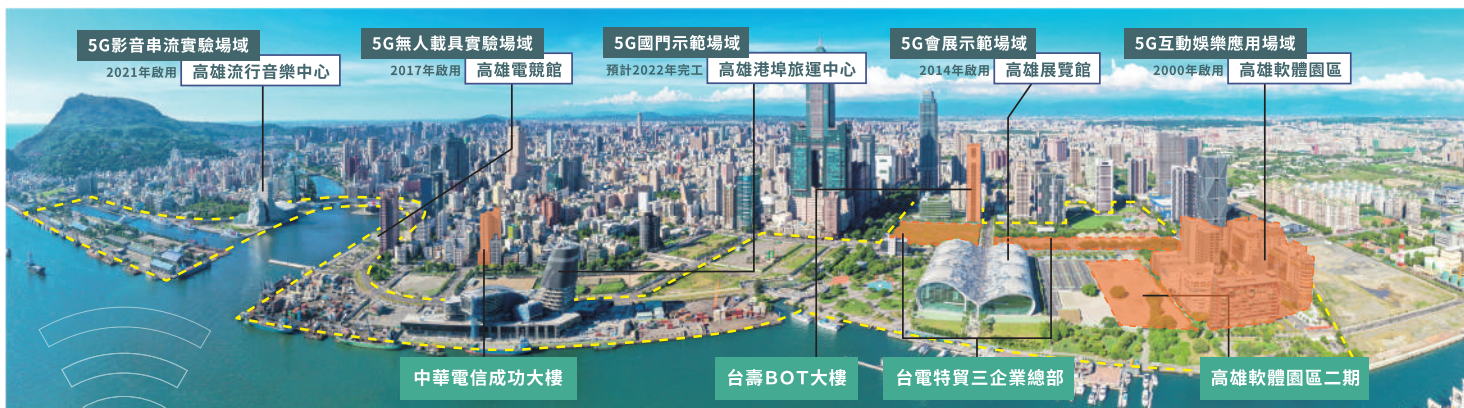 5G影音串流實驗場域
2021年啟用 高雄流行音樂中心
5G無人載具實驗場域
2017年啟用 高雄電競館
5G國門示範場域
預計2022年完工 高雄港埠旅運中心
5G會展示範場域
2014年啟用 高雄展覽館
5G互動娛樂應用場域
2000年啟用 高雄軟體園區
中華電信成功大樓
台壽BOT大樓
台電特貿三企業總部
高雄軟體園區二期